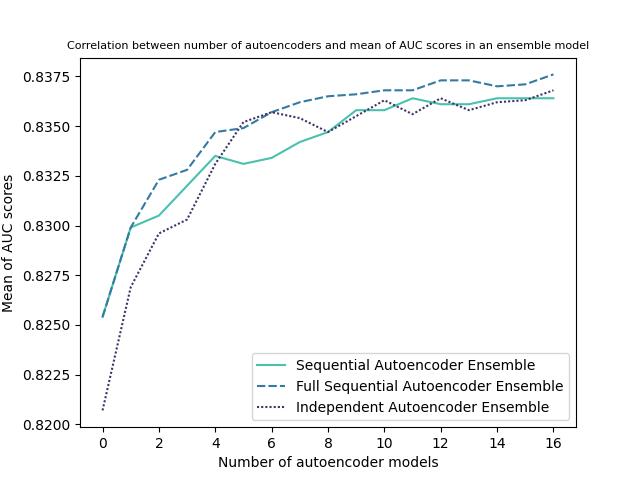 Correlation between number of autoencoders and mean of AUC scores in an ensemble model
Mean of AUC scores
0.8375
0.8350
0.8325
0.8300
0.8275
0.8250
0.8225
0.8200
Sequential Autoencoder Ensemble
Full Sequential Autoencoder Ensemble
Independent Autoencoder Ensemble
0 2 4 6 8 10 12 14 16
Number of autoencoder models